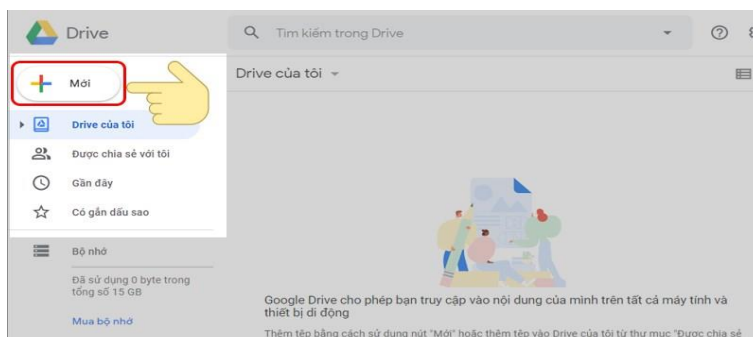 Drive
Tìm kiếm trong Drive
Mới
Drive của tôi
Drive của tôi
Được chia sẻ với tôi
Gần đây
Có gắn dấu sao
Bộ nhớ
Đã sử dụng 0 byte trong
tổng số 15 GB
Mua bộ nhớ
Google Drive cho phép bạn truy cập vào nội dung của mình trên tất cả máy tính và
thiết bị di động
Thêm tệp bằng cách sử dụng nút "Mới" hoặc thêm tệp vào Drive của tôi từ thư mục "Được chia sẻ